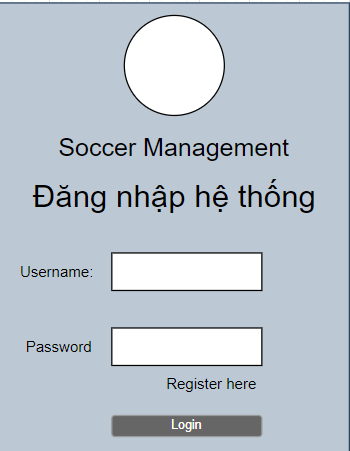 Soccer Management
Đăng nhập hệ thống
Username:
Password
Register here
Login